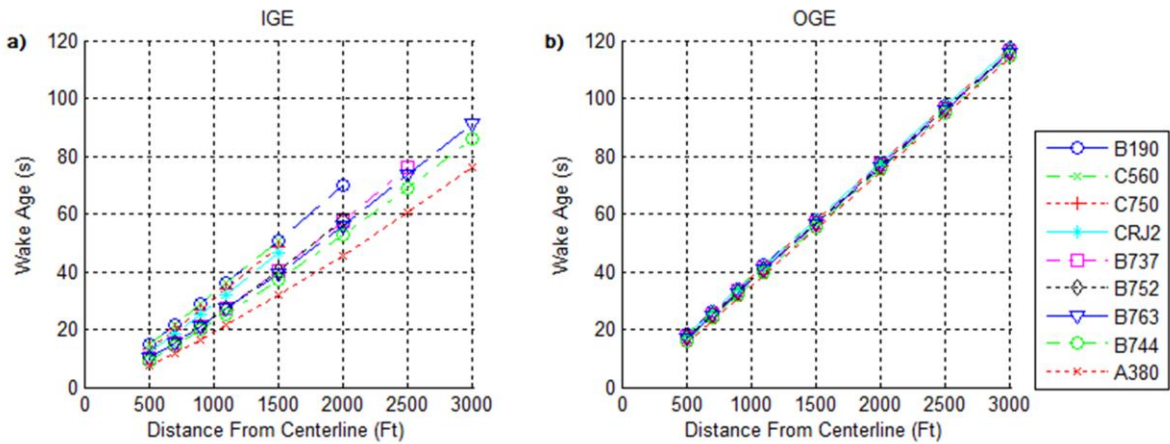 IGE
a)
120
100
80
60
40
20
0
Wake Age (s)
0 500 1000 1500 2000 2500 3000
Distance From Centerline (Ft)
OGE
b)
120
100
80
60
40
20
0
Wake Age (s)
0 500 1000 1500 2000 2500 3000
Distance From Centerline (Ft)
B190
C560
C750
CRJ2
B737
B752
B763
B744
A380